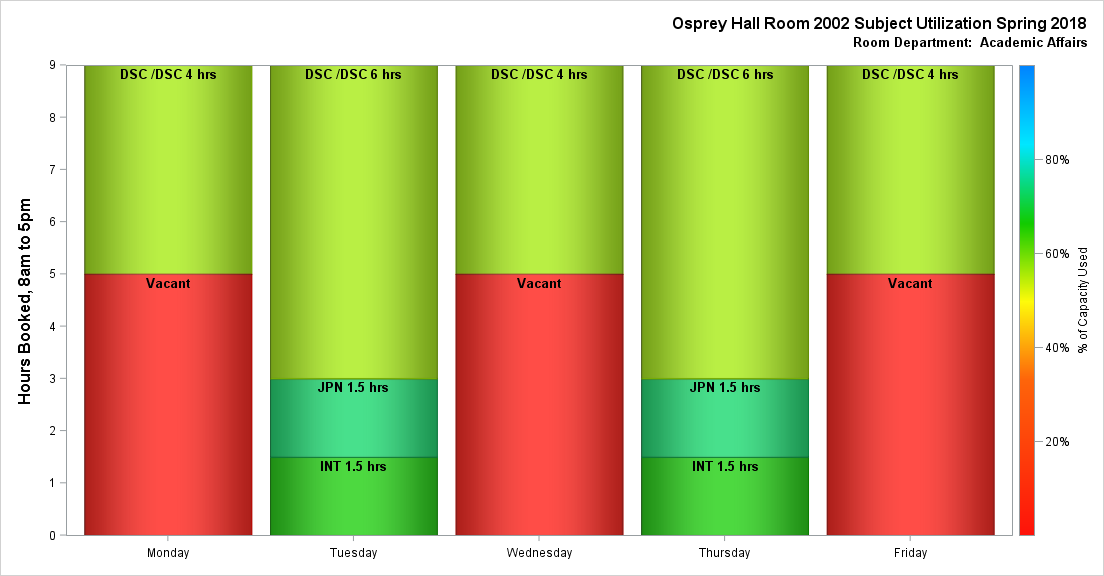 Osprey Hall Room 2002 Subject Utilization Spring 2018
Room Department:  Academic Affairs
Hours Booked, 8am to 5pm
9
8
7
6
5
4
3
2
1
0
DSC /DSC 4 hrs
Vacant
DSC /DSC 6 hrs
JPN 1.5 hrs
INT 1.5 hrs
DSC /DSC 4 hrs
Vacant
DSC /DSC 6 hrs
JPN 1.5 hrs
INT 1.5 hrs
DSC /DSC 4 hrs
Vacant
Monday
Tuesday
Wednesday
Thursday
Friday
80%
60%
40%
20%
% of Capacity Used